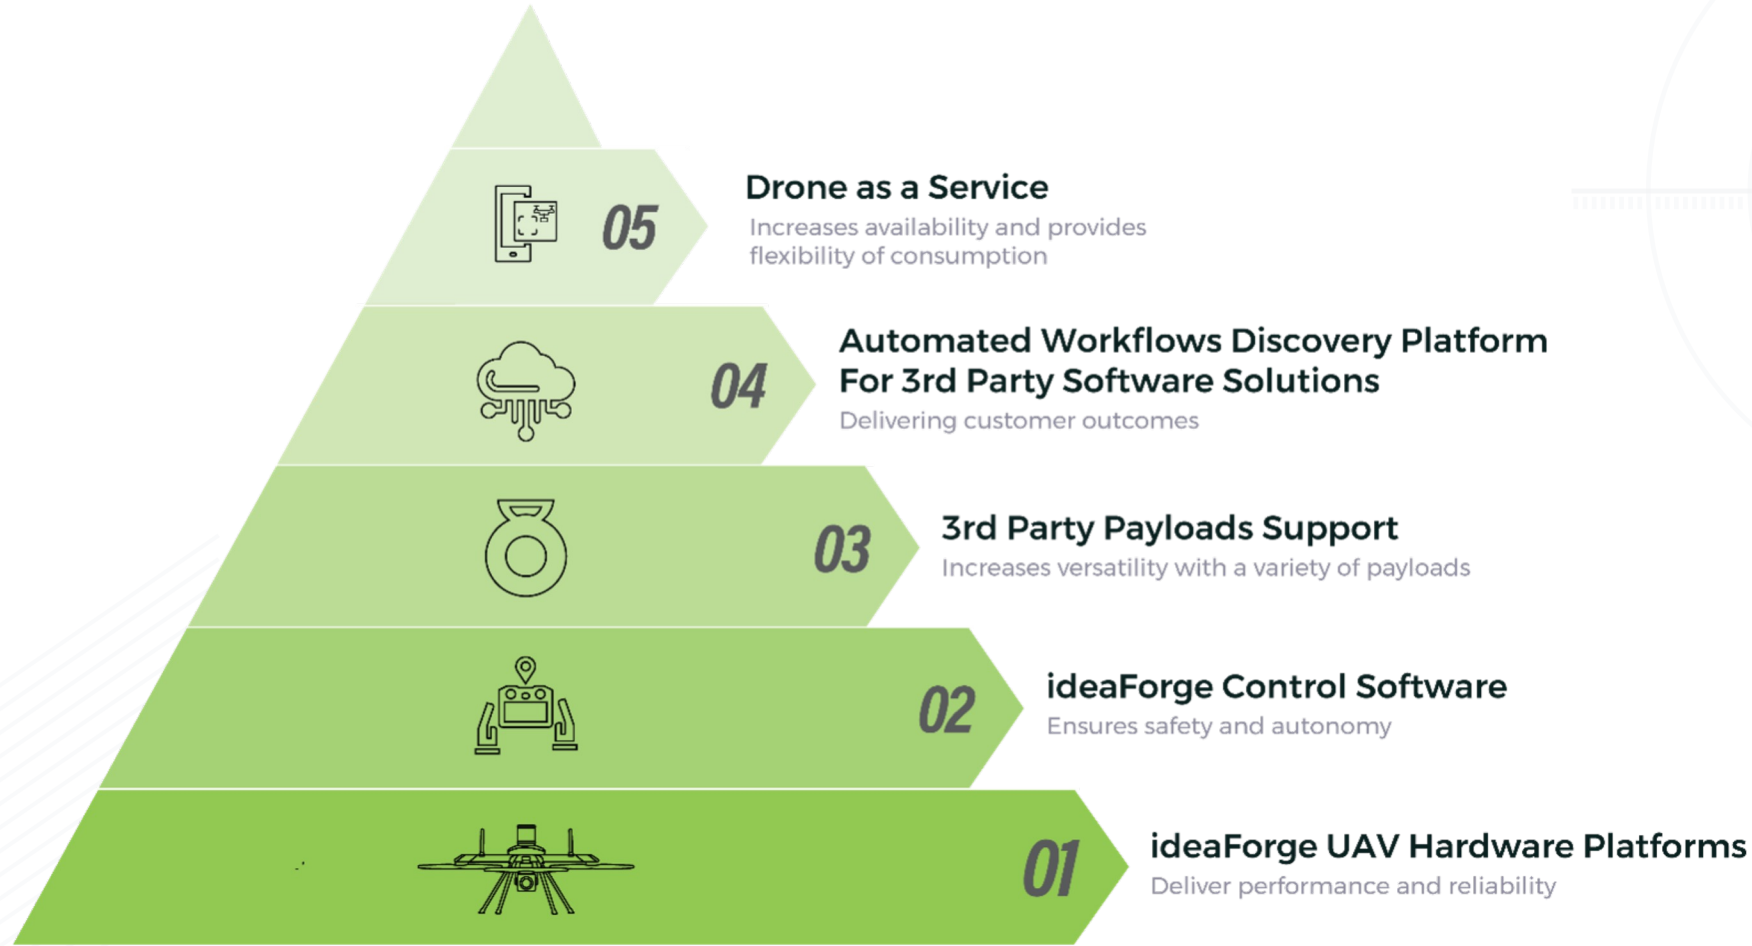 05
Drone as a Service
Increases availability and provides
flexibility of consumption
04
Automated Workflows Discovery Platform
For 3rd Party Software Solutions
Delivering customer outcomes
03
3rd Party Payloads Support
Increases versatility with a variety of payloads
02
ideaForge Control Software
Ensures safety and autonomy
01
ideaForge UAV Hardware Platforms
Deliver performance and reliability